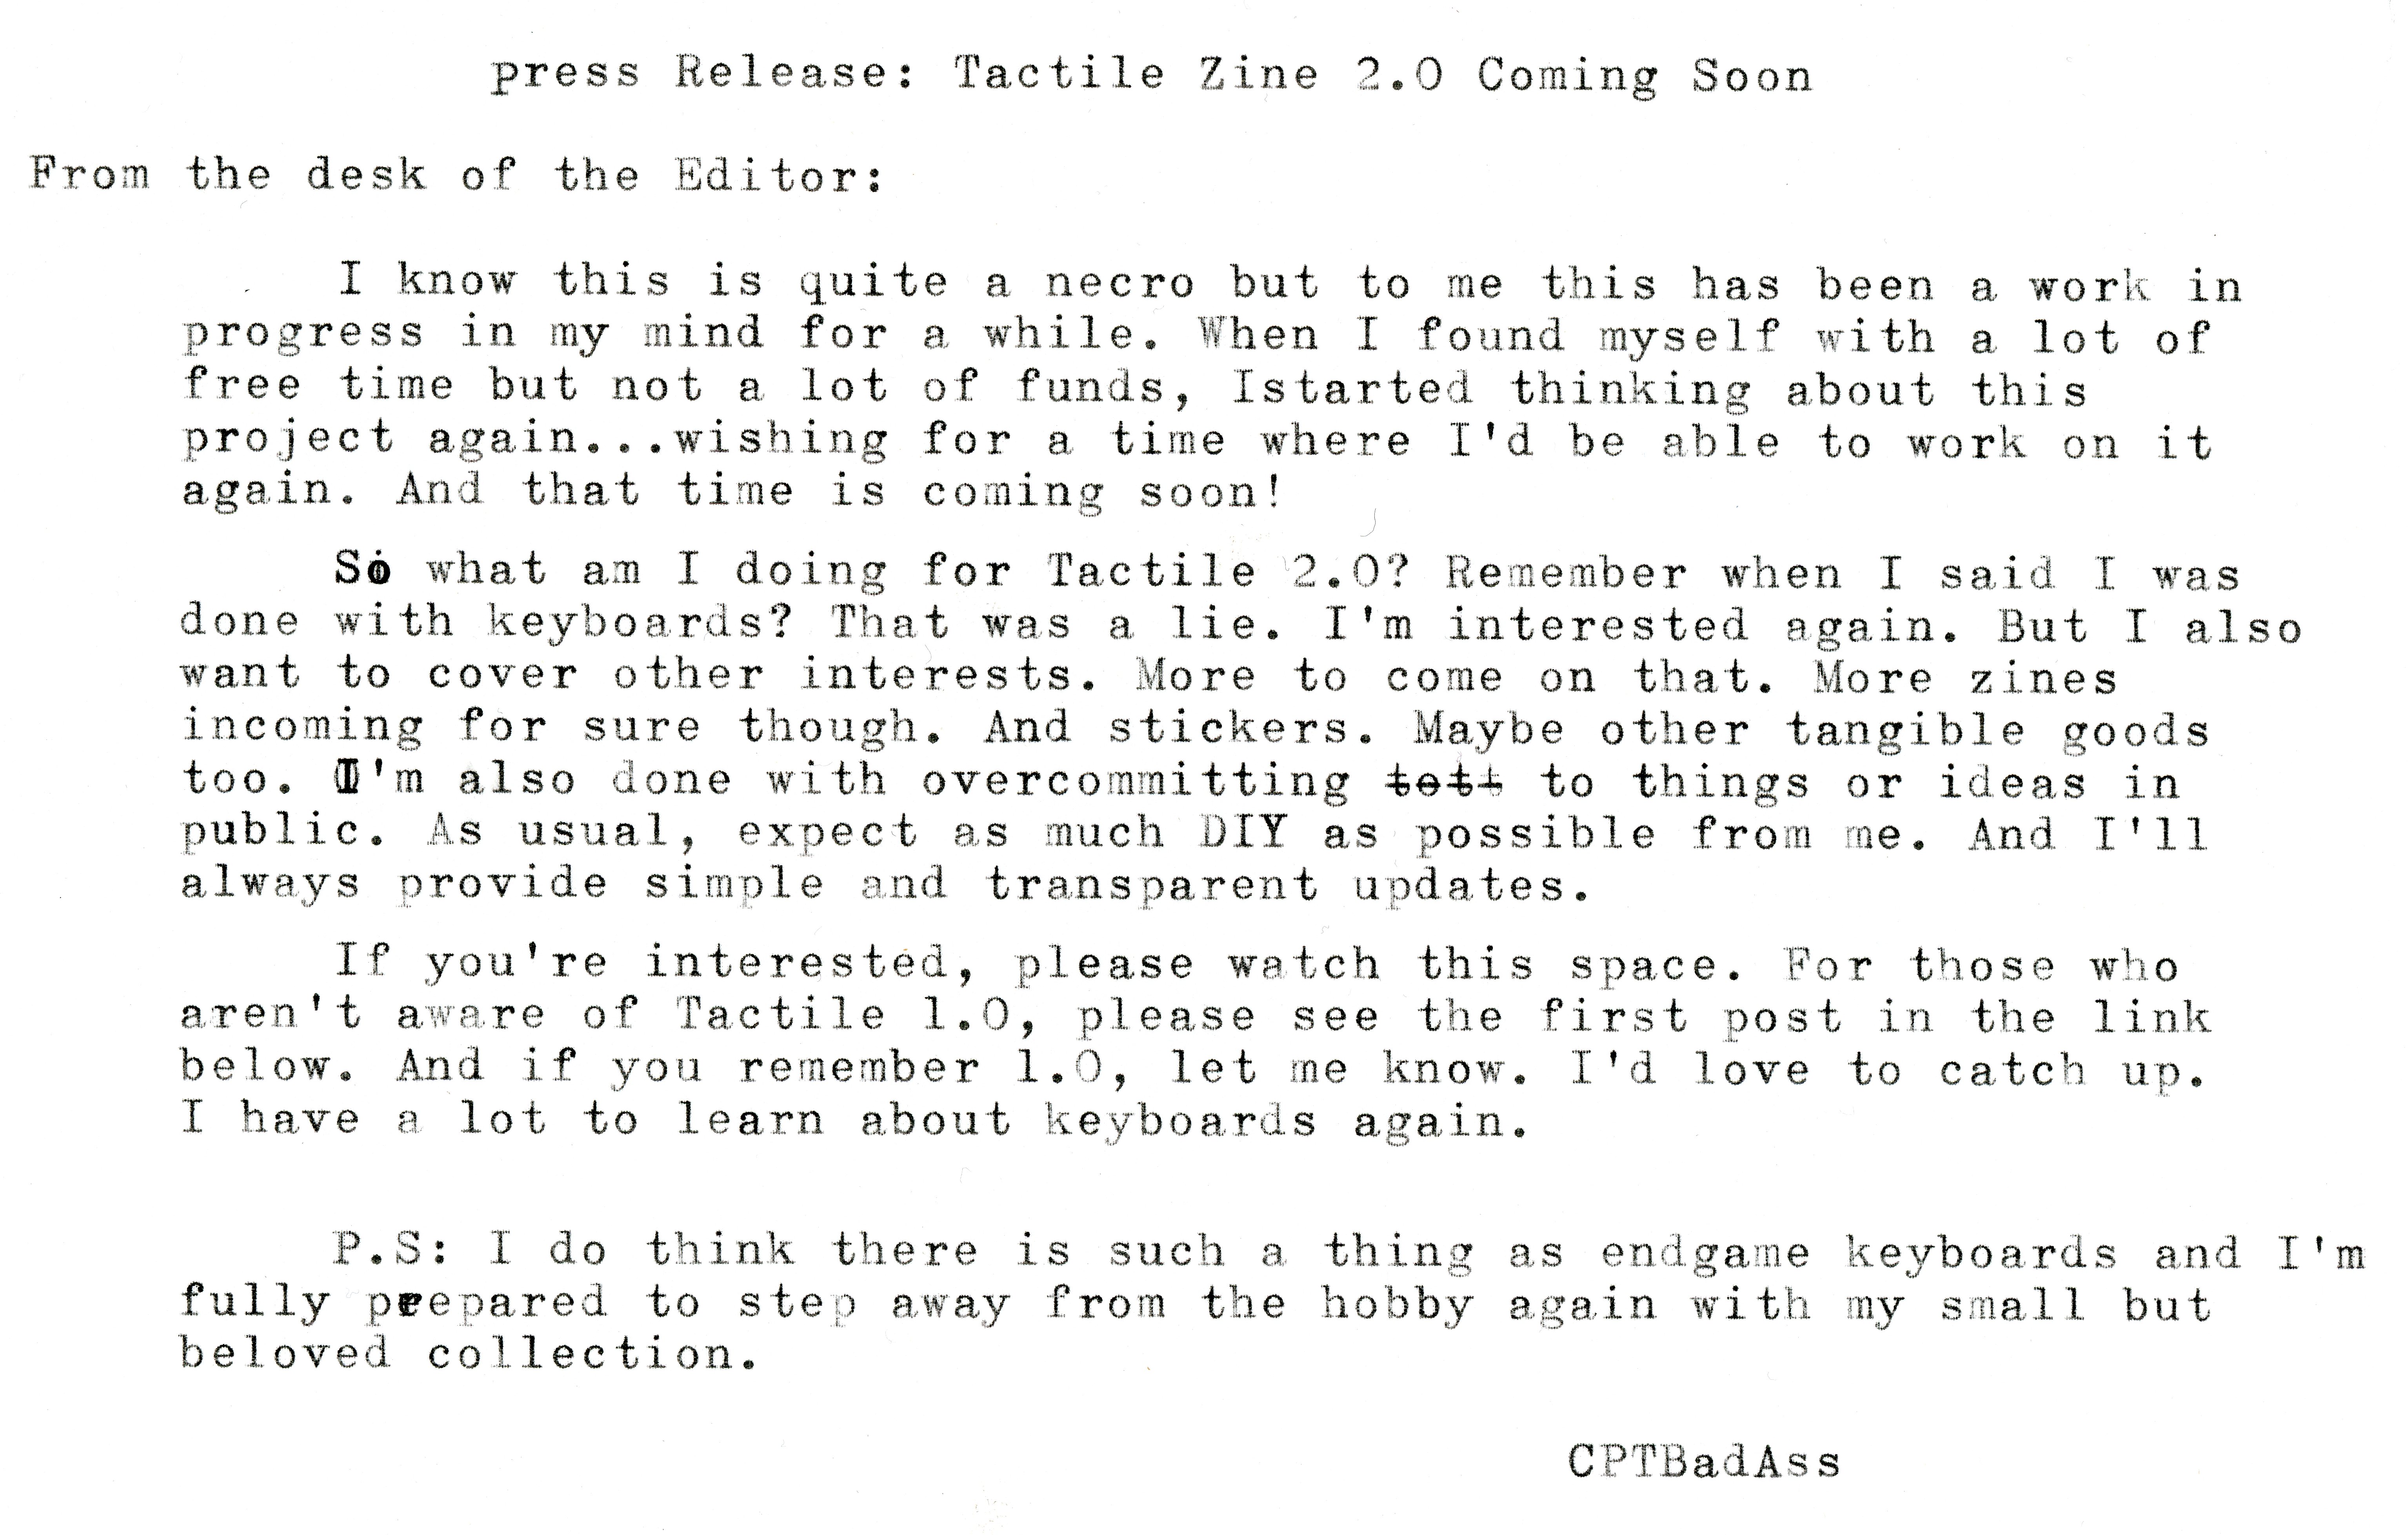 press Release: Tactile Zine 2.0 Coming Soon
From the desk of the Editor:
I know this is quite a necro but to me this has been a work in
progress in my mind for a while. When I found myself with a lot of
free time but not a lot of funds, Istarted thinking about this
project again...wishing for a time where I'd be able to work on it
again. And that time is coming soon!
So what am I doing for Tactile 2.0? Remember when I said I was
done with keyboards? That was a lie. I'm interested again. But I also
want to cover other interests. More to come on that. More zines
incoming for sure though. And stickers. Maybe other tangible goods
too. I'm also done with overcommitting to things or ideas in
public. As usual, expect as much DIY as possible from me. And I'll
always provide simple and transparent updates.
If you're interested, please watch this space. For those who
aren't aware of Tactile 1.0, please see the first post in the link
below. And if you remember 1.0, let me know. I'd love to catch up.
I have a lot to learn about keyboards again.
P.S: I do think there is such a thing as endgame keyboards and I'm
fully prepared to step away from the hobby again with my small but
beloved collection.
CPTBadAss